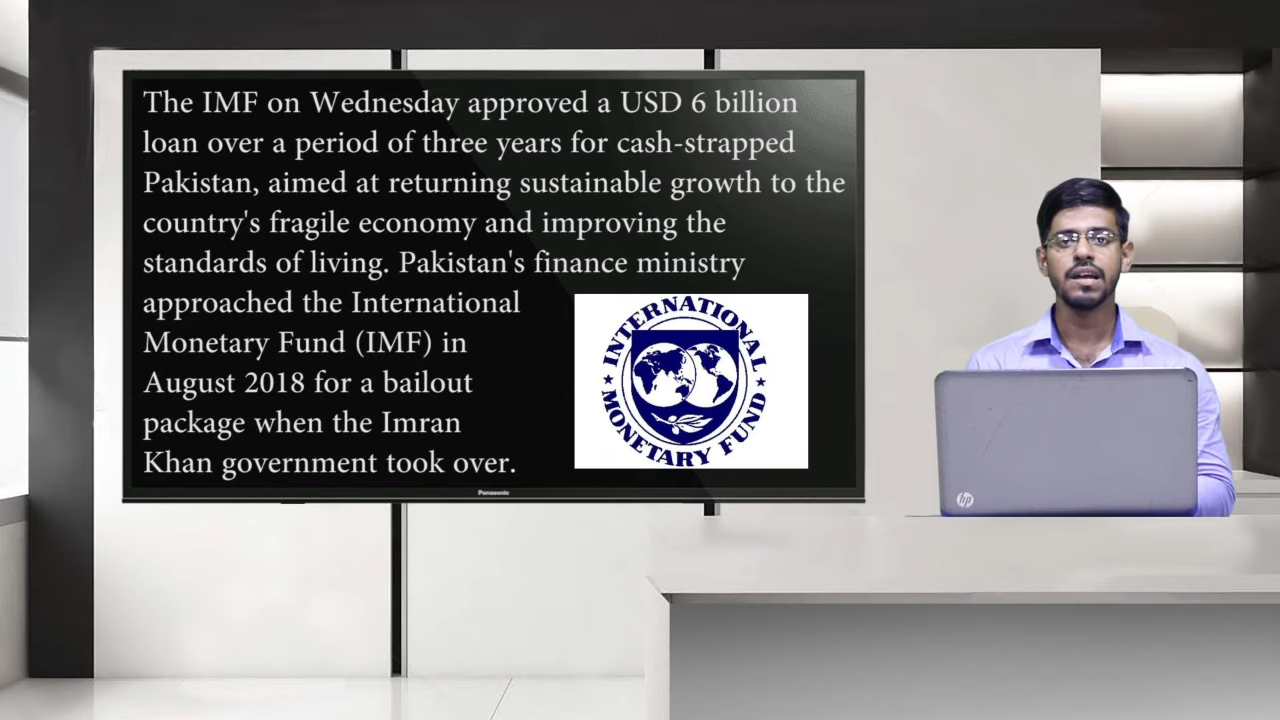 The IMF on Wednesday approved a USD 6 billion
loan over a period of three years for cash-strapped
Pakistan, aimed at returning sustainable growth to the
country's fragile economy and improving the
standards of living. Pakistan's finance ministry
approached the International
Monetary Fund (IMF) in
August 2018 for a bailout
package when the Imran
Khan government took over.
INTERNATIONAL
MONETARY FUND
Panasonic
hp